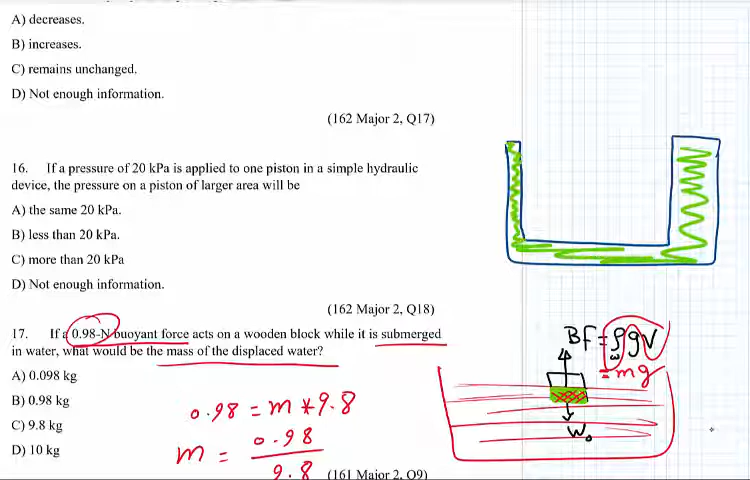 A) decreases.
B) increases.
C) remains unchanged.
D) Not enough information.
(162 Major 2, Q17)
16. If a pressure of 20 kPa is applied to one piston in a simple hydraulic
device, the pressure on a piston of larger area will be
A) the same 20 kPa.
B) less than 20 kPa.
C) more than 20 kPa
D) Not enough information.
(162 Major 2, Q18)
17. If a 0.98-N buoyant force acts on a wooden block while it is submerged
in water, what would be the mass of the displaced water?
A) 0.098 kg
B) 0.98 kg
C) 9.8 kg
D) 10 kg
0.98 = m * 9.8
m = 0.98
9.8
(161 Major 2, Q9)
BF = ρw g V
= mg
W